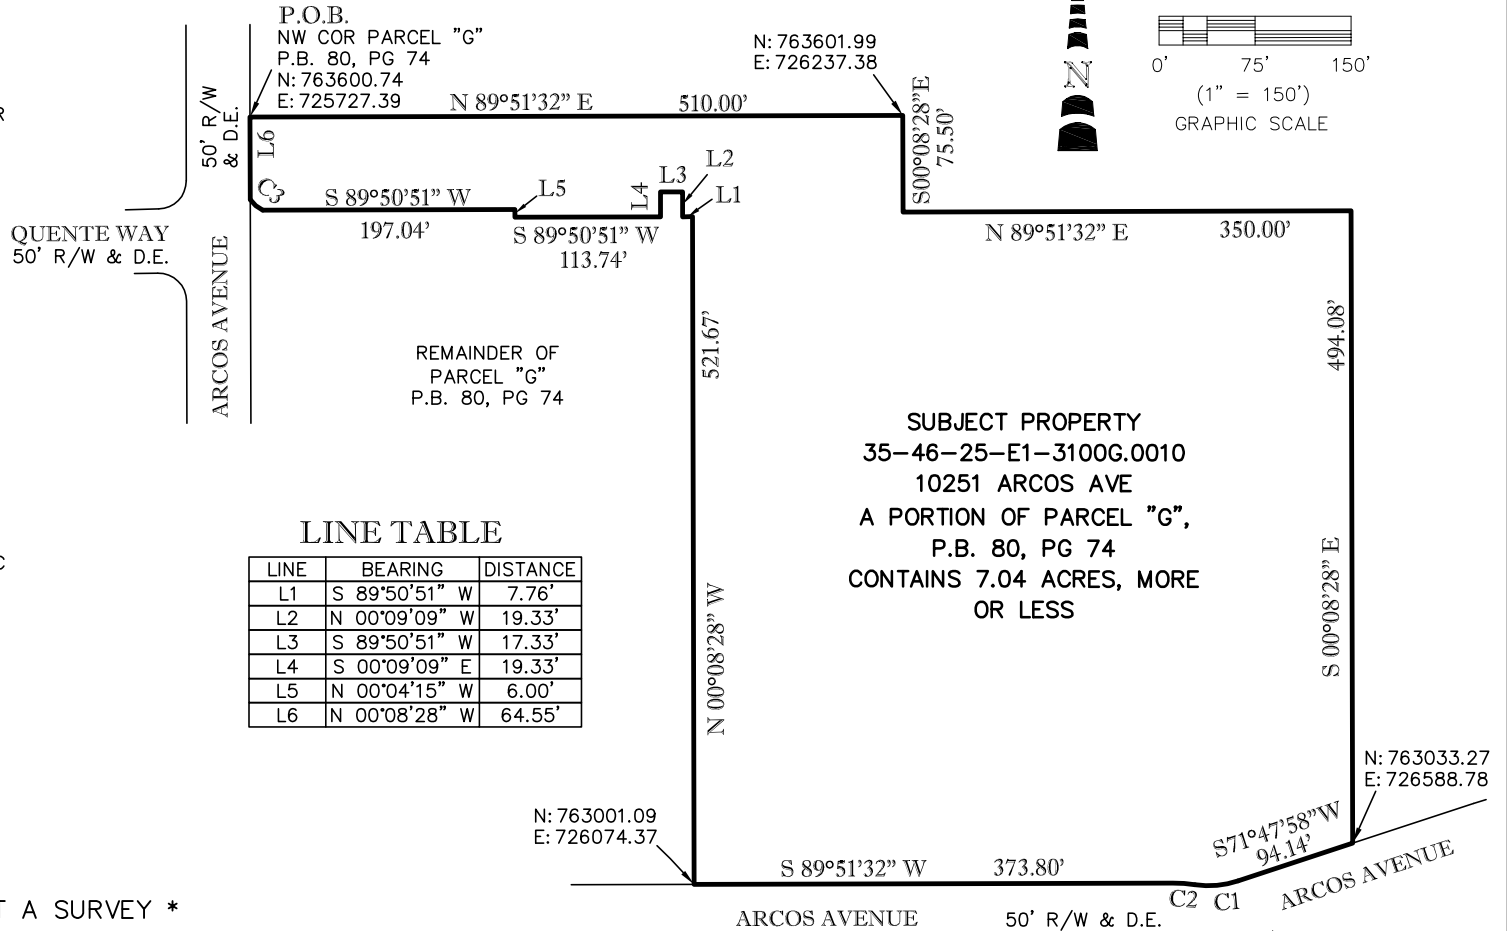 P.O.B.
NW COR PARCEL "G"
P.B. 80, PG 74
N: 763600.74
E: 725727.39
N: 763601.99
E: 726237.38
N
0' 75' 150'
(1" = 150')
GRAPHIC SCALE
R
50' R/W
& D.E.
L6
C3
N 89°51'32" E 510.00'
S00°08'28"E
75.50'
L2
L3
L1
L4
L5
S 89°50'51" W
197.04'
S 89°50'51" W
113.74'
N 89°51'32" E 350.00'
QUENTE WAY
50' R/W & D.E.
ARCOS AVENUE
521.67'
N 00°08'28" W
494.08'
S 00°08'28" E
REMAINDER OF
PARCEL "G"
P.B. 80, PG 74
SUBJECT PROPERTY
35-46-25-E1-3100G.0010
10251 ARCOS AVE
A PORTION OF PARCEL "G",
P.B. 80, PG 74
CONTAINS 7.04 ACRES, MORE
OR LESS
LINE TABLE
LINE BEARING DISTANCE
L1 S 89°50'51" W 7.76'
L2 N 00°09'09" W 19.33'
L3 S 89°50'51" W 17.33'
L4 S 00°09'09" E 19.33'
L5 N 00°04'15" W 6.00'
L6 N 00°08'28" W 64.55'
N: 763033.27
E: 726588.78
N: 763001.09
E: 726074.37
S71°47'58"W
94.14'
S 89°51'32" W 373.80'
C2 C1
ARCOS AVENUE
ARCOS AVENUE 50' R/W & D.E.
T A SURVEY *